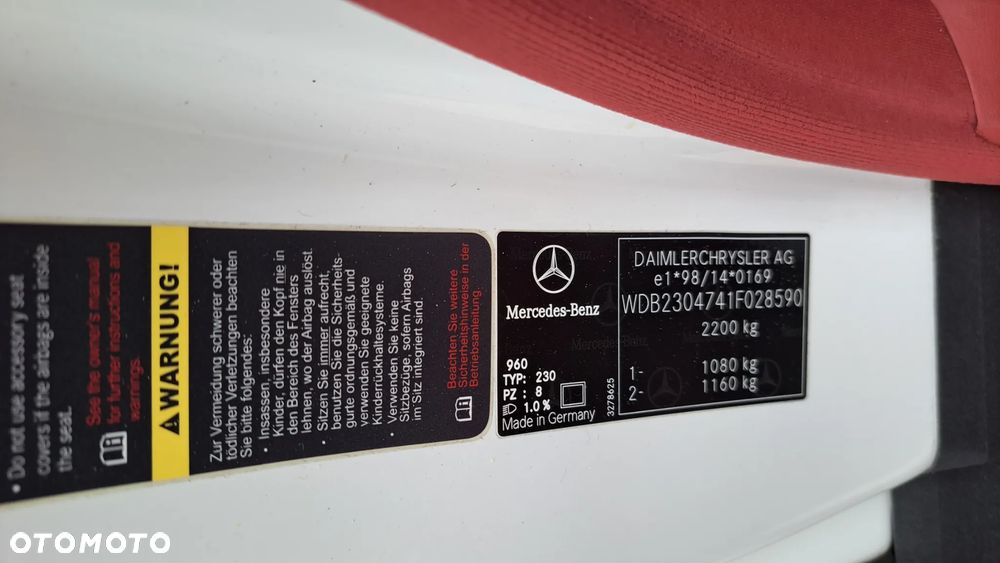 • Do not use accessory seat
covers if the airbags are inside
the seat.
See the owner's manual
for further instructions and
warnings.
WARNUNG!
Zur Vermeidung schwerer oder
tödlicher Verletzungen beachten
Sie bitte folgendes:
• Insassen, insbesondere
Kinder, dürfen den Kopf nie in
den Bereich des Fensters
lehnen, wo der Airbag auslöst.
• Sitzen Sie immer aufrecht,
benutzen Sie die Sicherheits-
gurte ordnungsgemäß und
verwenden Sie geeignete
Kinderrückhaltesysteme.
• Verwenden Sie keine
Sitzbezüge, sofern Airbags
im Sitz integriert sind.
Beachten Sie weitere
Sicherheitshinweise in der
Betriebsanleitung.
Mercedes-Benz
960
TYP: 230
PZ : 8
1.0 %
Made in Germany
3278625
DAIMLERCHRYSLER AG
e1*98/14*0169
WDB2304741F028590
2200 kg
1- 1080 kg
2- 1160 kg
OTOMOTO